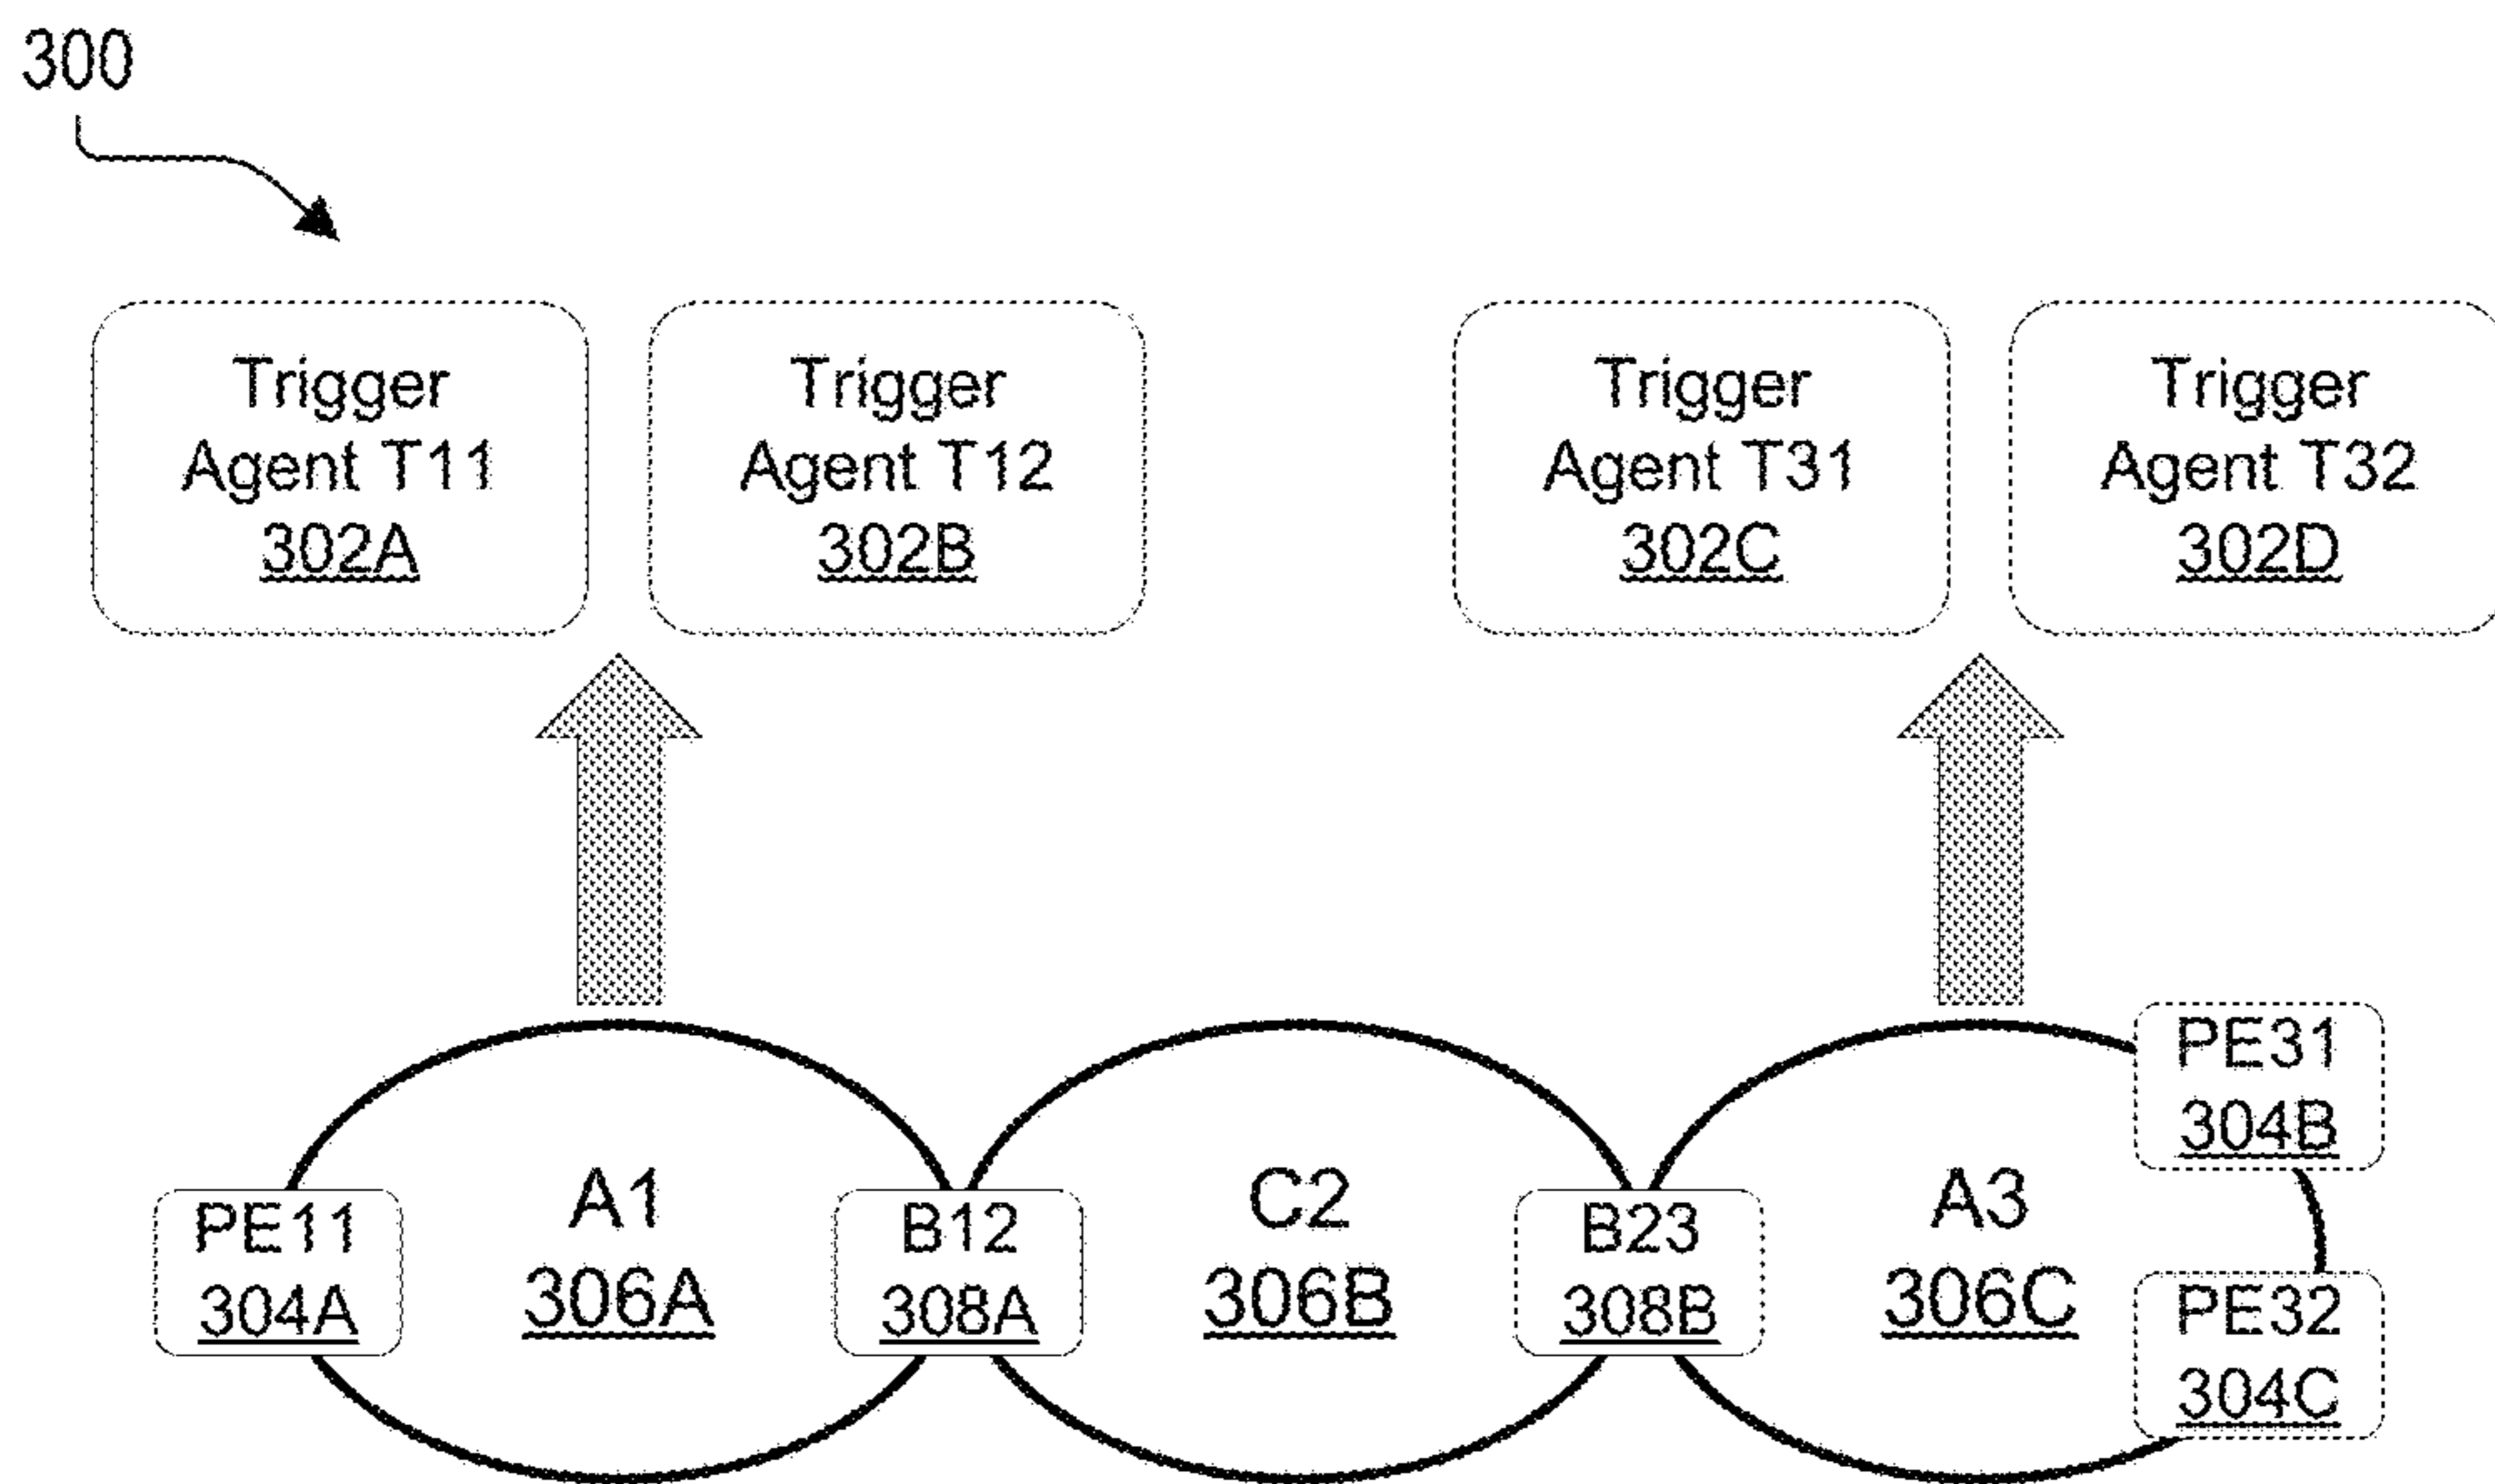 300
Trigger
Agent T11
302A
Trigger
Agent T12
302B
Trigger
Agent T31
302C
Trigger
Agent T32
302D
PE11
304A
A1
306A
B12
308A
C2
306B
B23
308B
A3
306C
PE31
304B
PE32
304C